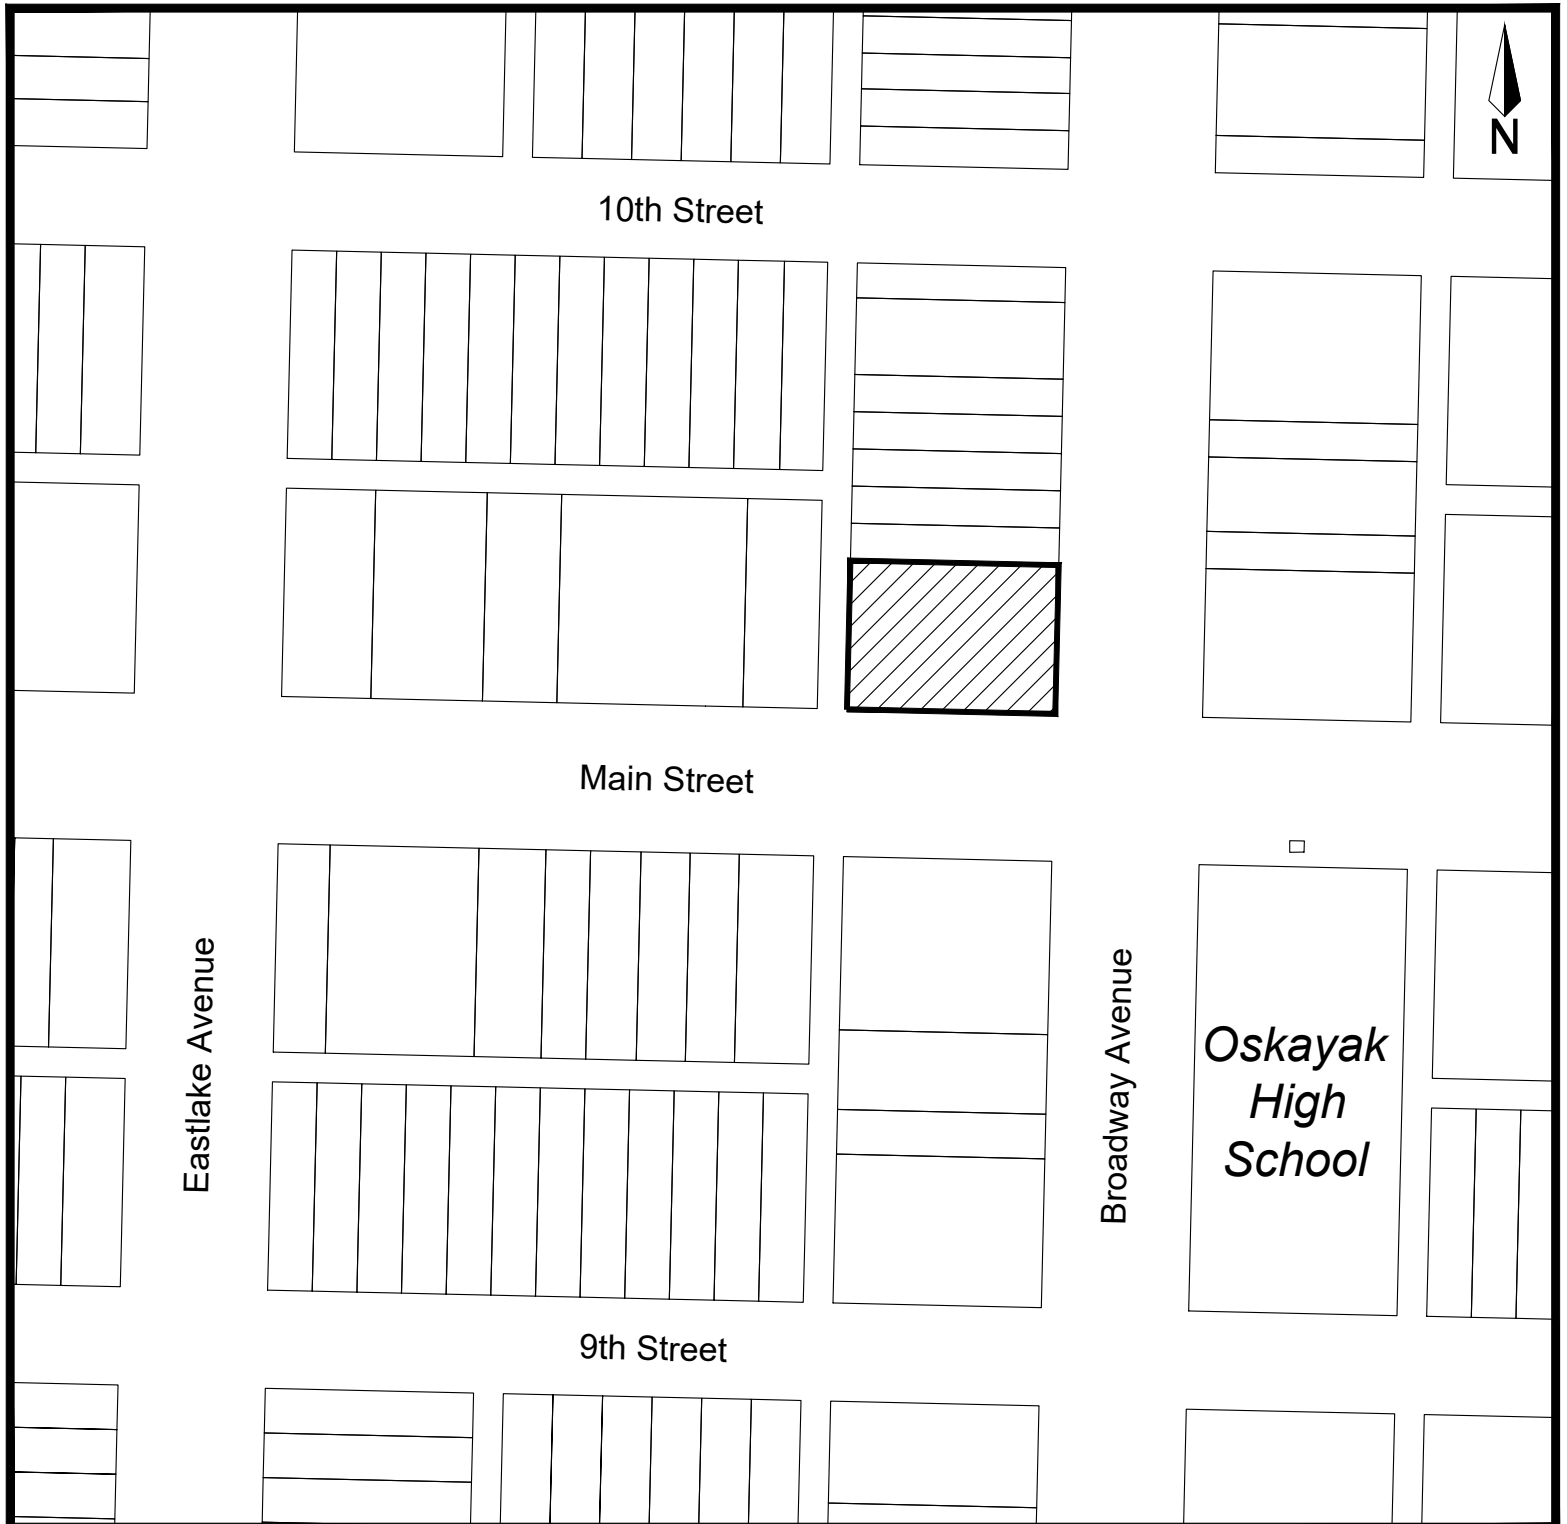 N
10th Street
Main Street
Eastlake Avenue
Broadway Avenue
Oskayak
High
School
9th Street